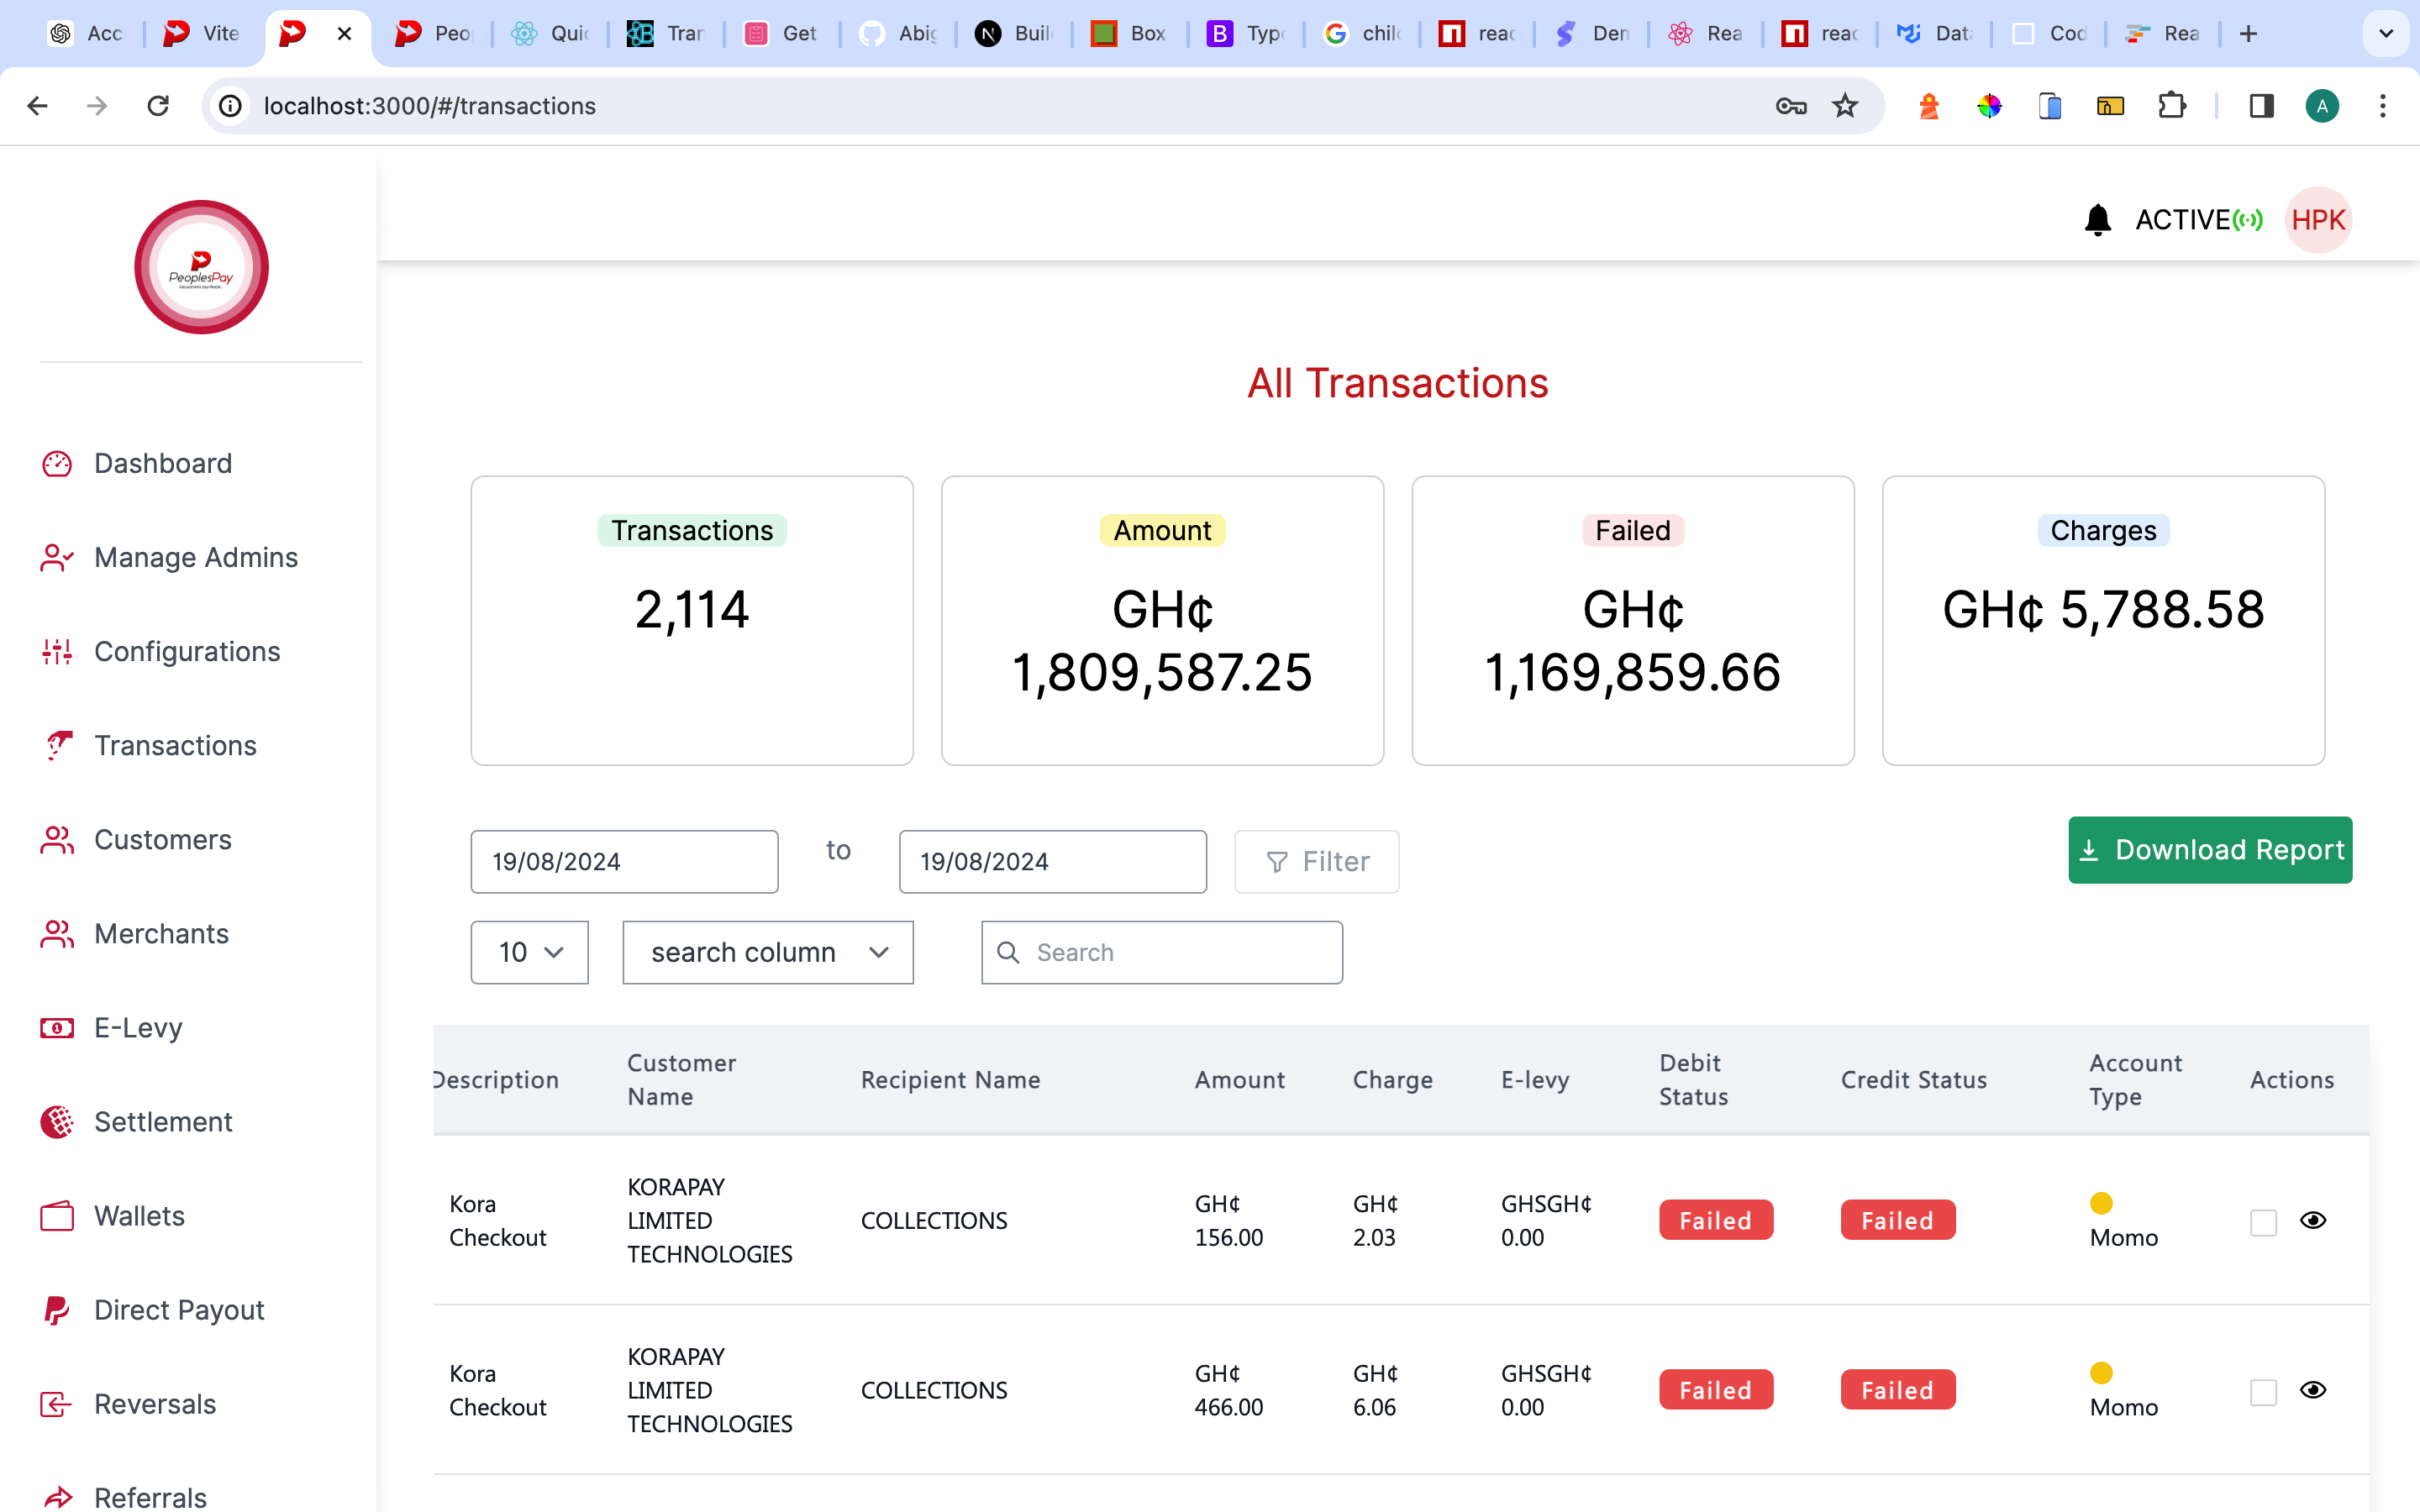 Acc
Vite
Peo
Quic
Tran
Get
Abig
Buil
Box
Typo
chil
reac
Den
Rea
reac
Data
Cod
Rea
localhost:3000/#/transactions
A
PeoplesPay
ACTIVE
HPK
Dashboard
Manage Admins
Configurations
Transactions
Customers
Merchants
E-Levy
Settlement
Wallets
Direct Payout
Reversals
Referrals
All Transactions
Transactions
2,114
Amount
GH¢
1,809,587.25
Failed
GH¢
1,169,859.66
Charges
GH¢ 5,788.58
19/08/2024 to 19/08/2024 Filter
Download Report
10 search column Search
Description
Customer
Name
Recipient Name
Amount
Charge
E-levy
Debit
Status
Credit Status
Account
Type
Actions
Kora
Checkout
KORAPAY
LIMITED
TECHNOLOGIES
COLLECTIONS
GH¢
156.00
GH¢
2.03
GHSGH¢
0.00
Failed
Failed
Momo
Kora
Checkout
KORAPAY
LIMITED
TECHNOLOGIES
COLLECTIONS
GH¢
466.00
GH¢
6.06
GHSGH¢
0.00
Failed
Failed
Momo